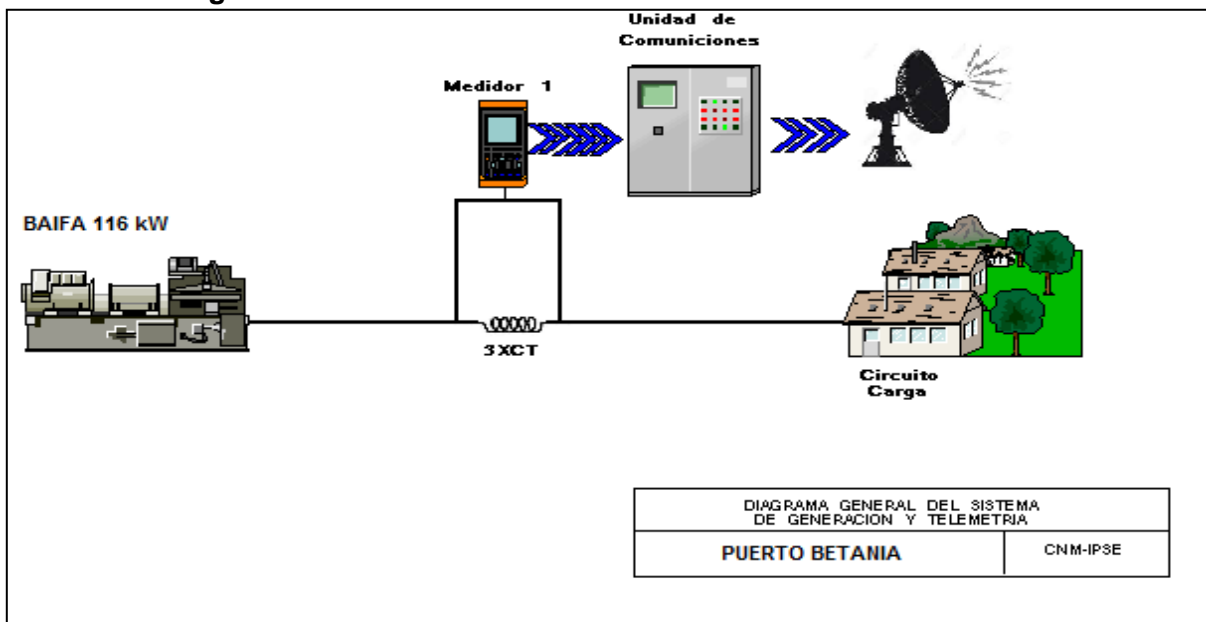 Unidad de
Comuniciones
Medidor 1
BAIFA 116 kW
3XCT
Circuito
Carga
DIAGRAMA GENERAL DEL SISTEMA
DE GENERACION Y TELEMETRIA
PUERTO BETANIA
CNM-IPSE